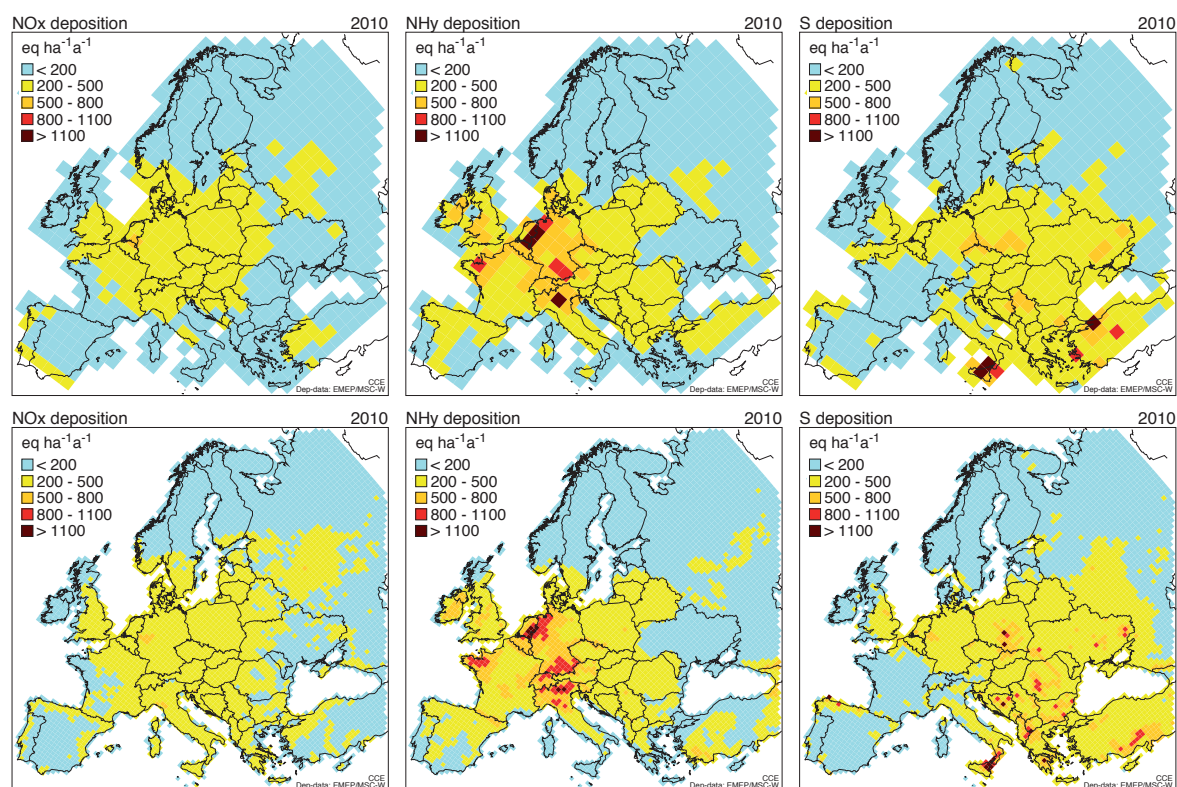 NOx deposition 2010
eq ha⁻¹a⁻¹
< 200
200 - 500
500 - 800
800 - 1100
> 1100
CCE
Dep-data: EMEP/MSC-W
NHy deposition 2010
eq ha⁻¹a⁻¹
< 200
200 - 500
500 - 800
800 - 1100
> 1100
CCE
Dep-data: EMEP/MSC-W
S deposition 2010
eq ha⁻¹a⁻¹
< 200
200 - 500
500 - 800
800 - 1100
> 1100
CCE
Dep-data: EMEP/MSC-W
NOx deposition 2010
eq ha⁻¹a⁻¹
< 200
200 - 500
500 - 800
800 - 1100
> 1100
CCE
Dep-data: EMEP/MSC-W
NHy deposition 2010
eq ha⁻¹a⁻¹
< 200
200 - 500
500 - 800
800 - 1100
> 1100
CCE
Dep-data: EMEP/MSC-W
S deposition 2010
eq ha⁻¹a⁻¹
< 200
200 - 500
500 - 800
800 - 1100
> 1100
CCE
Dep-data: EMEP/MSC-W